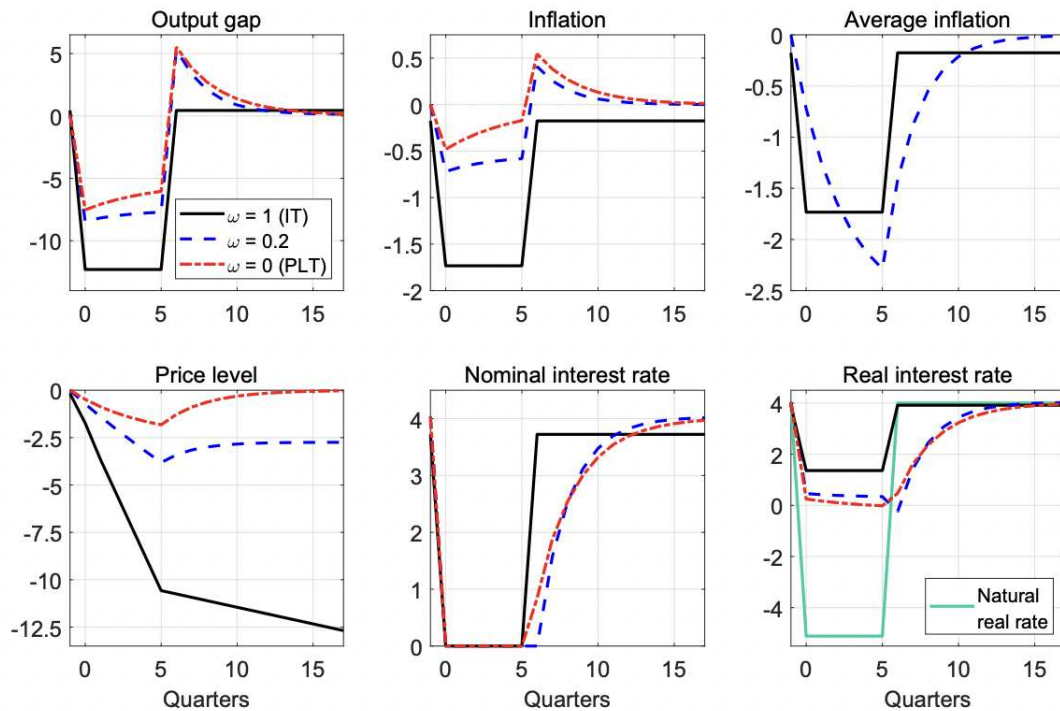 Output gap
5
0
-5
-10
0 5 10 15
ω = 1 (IT)
ω = 0.2
ω = 0 (PLT)
Inflation
0.5
0
-0.5
-1
-1.5
-2
0 5 10 15
Average inflation
0
-0.5
-1
-1.5
-2
-2.5
0 5 10 15
Price level
0
-2.5
-5
-7.5
-10
-12.5
0 5 10 15
Quarters
Nominal interest rate
4
3
2
1
0
0 5 10 15
Quarters
Real interest rate
4
2
0
-2
-4
0 5 10 15
Natural
real rate
Quarters